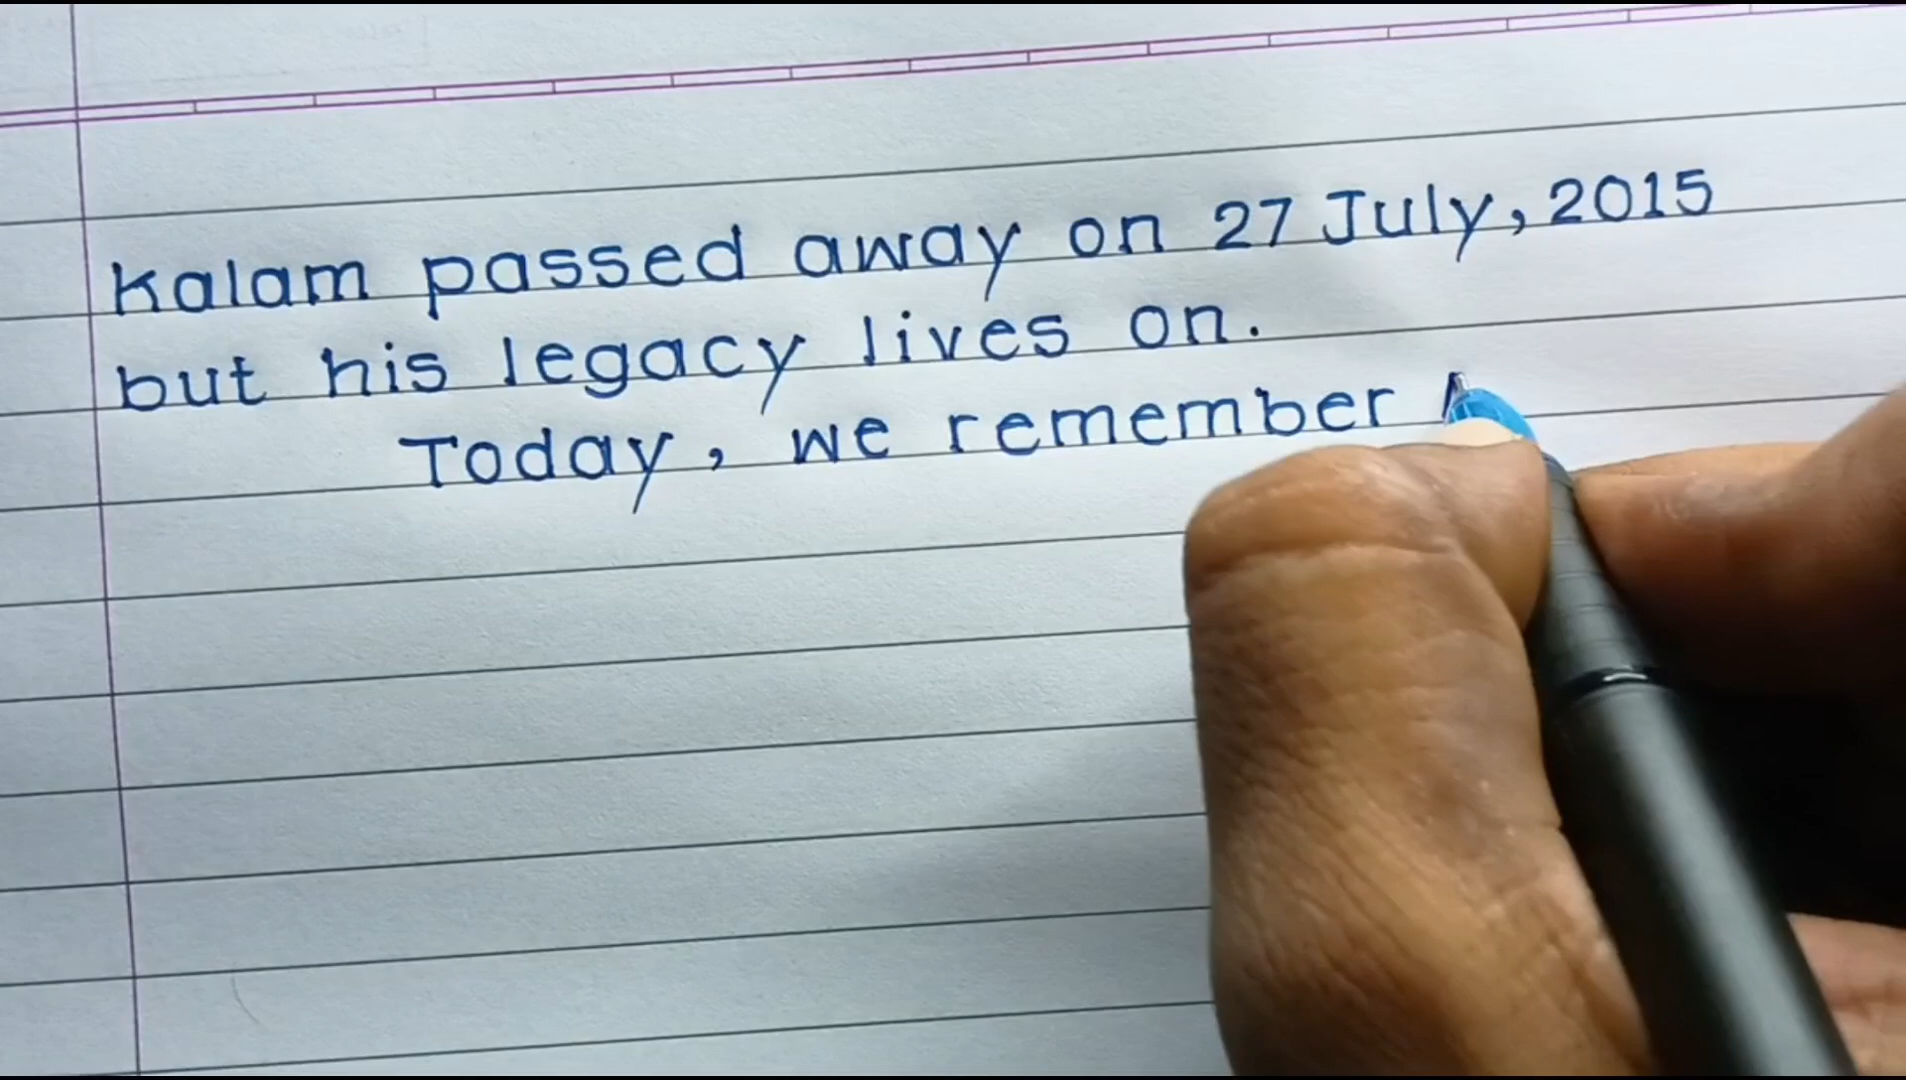 Kalam passed away on 27 July, 2015
but his legacy lives on.
Today, we remember